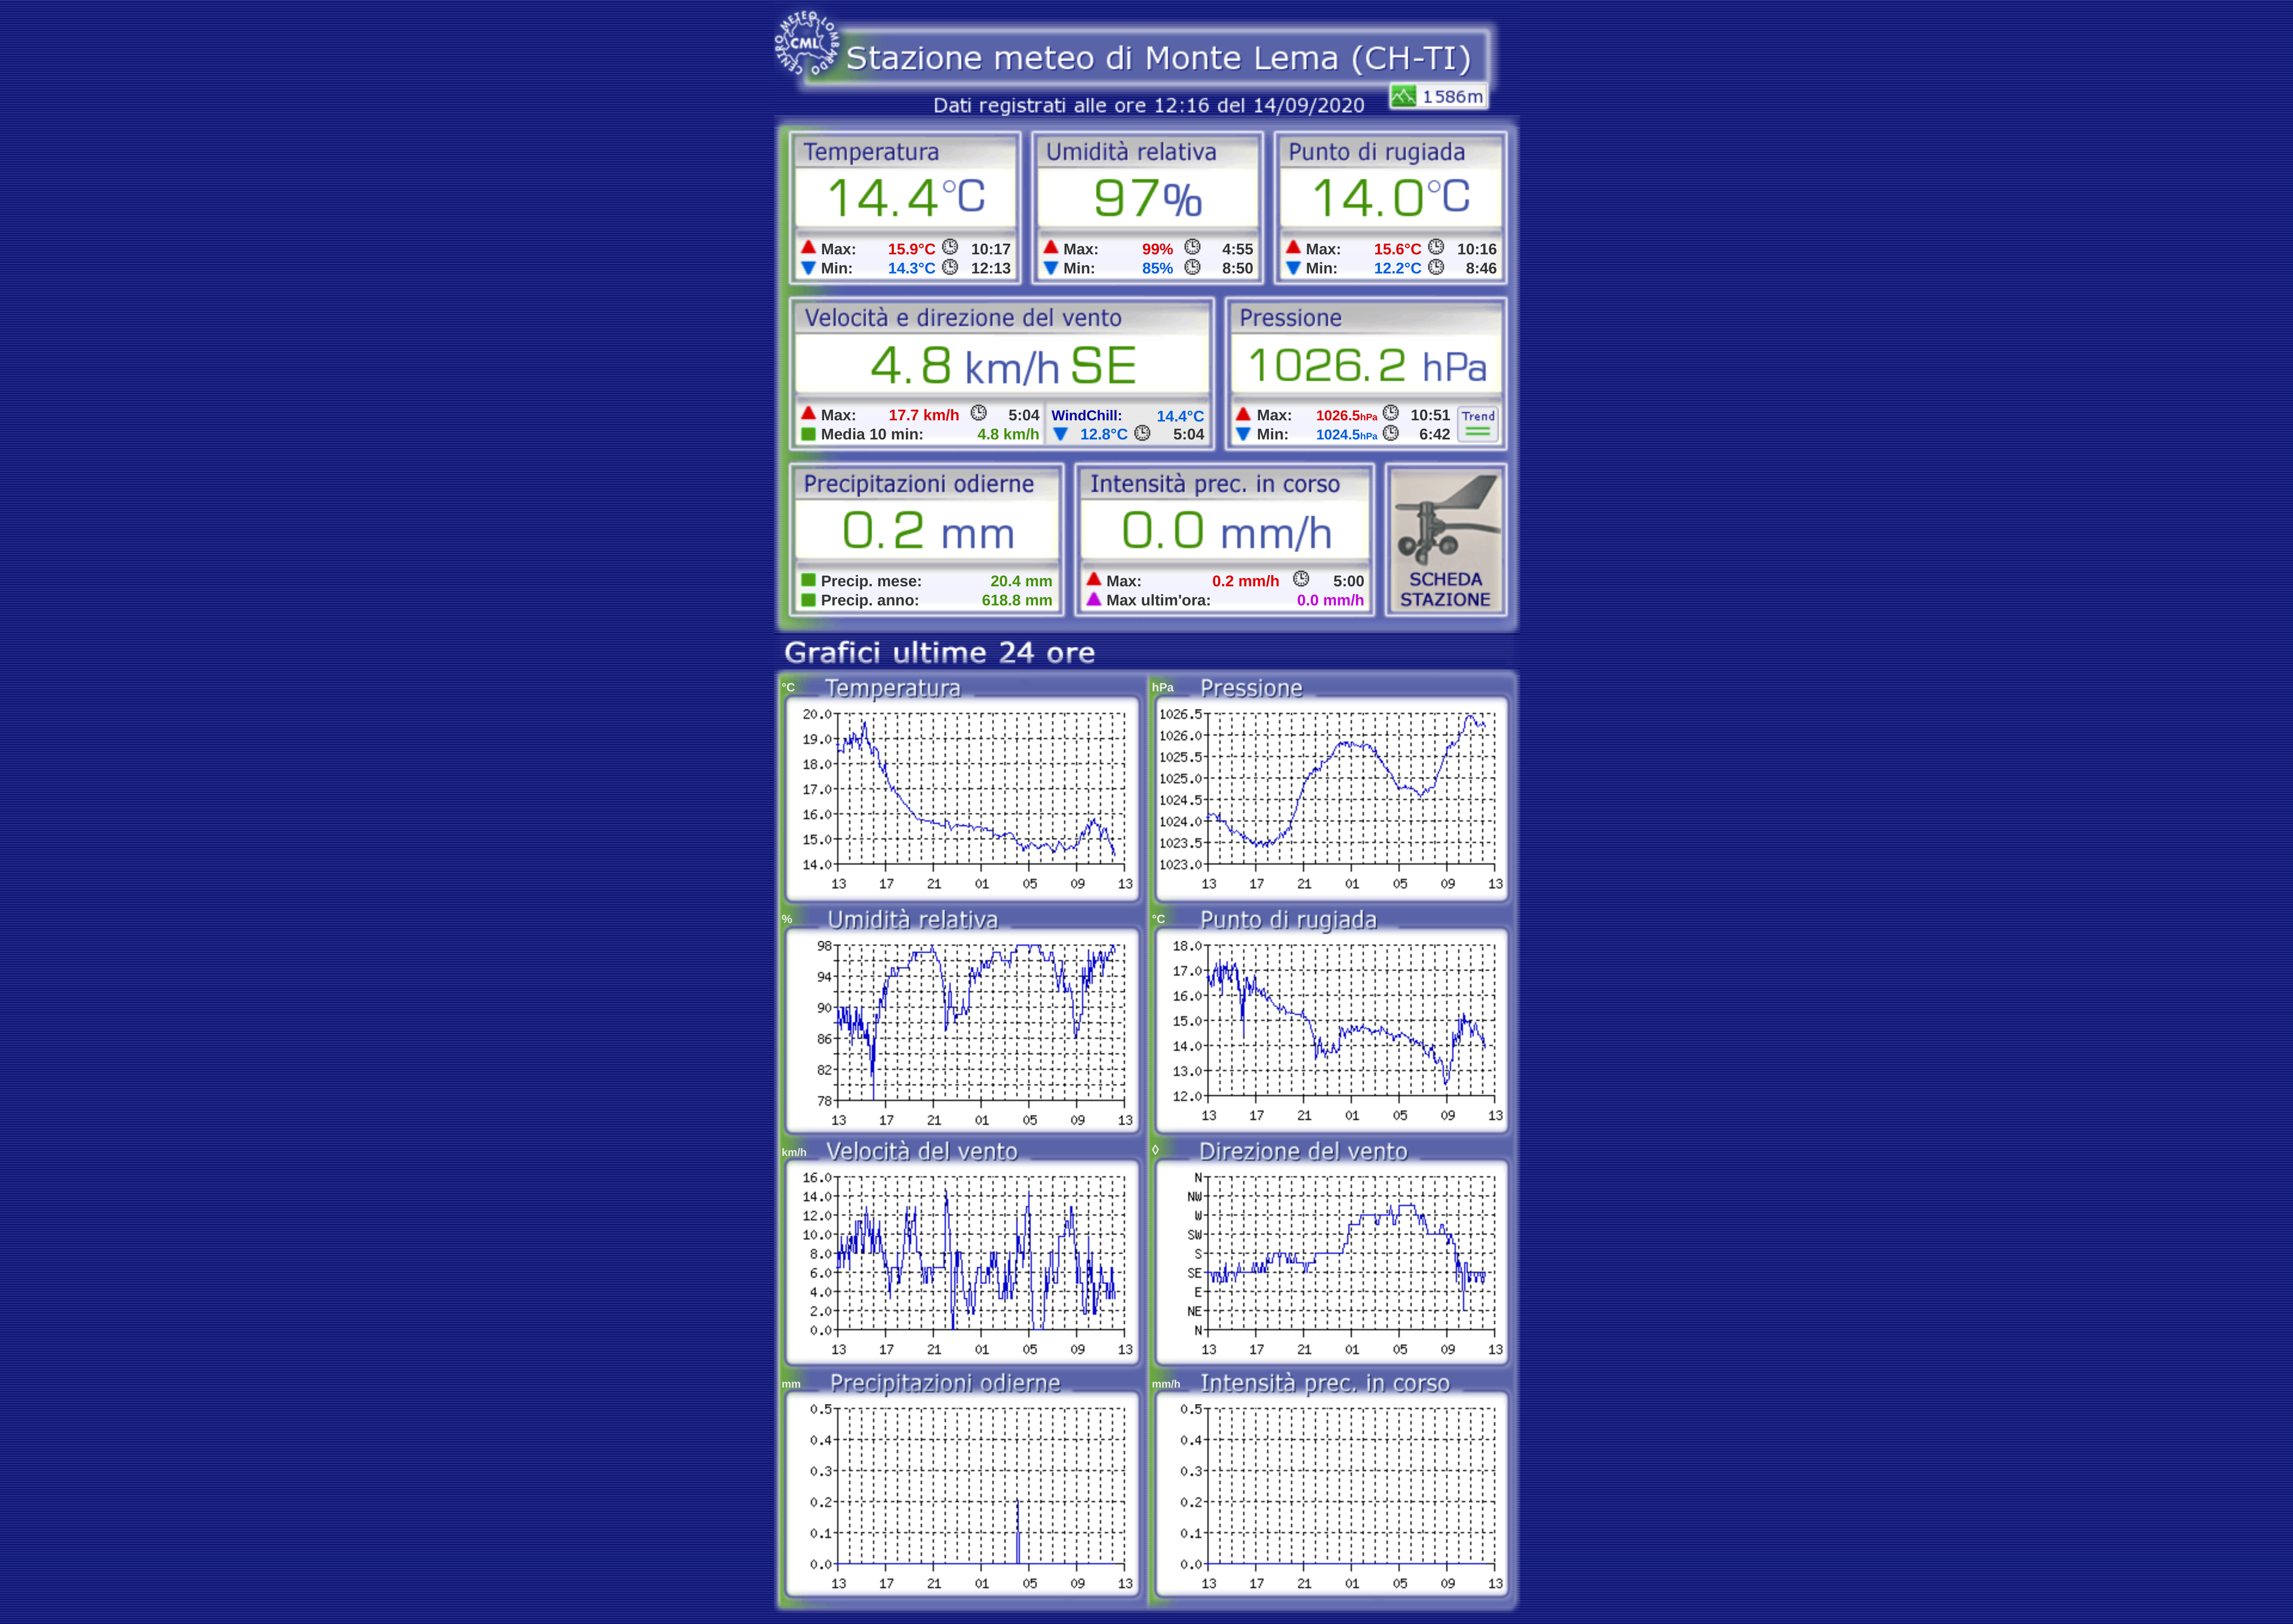 CENTRO METEO LOMBARDO
CML
Stazione meteo di Monte Lema (CH-TI)
Dati registrati alle ore 12:16 del 14/09/2020
1586m
Temperatura
14.4°C
Max: 15.9°C 10:17
Min: 14.3°C 12:13
Umidità relativa
97%
Max: 99% 4:55
Min: 85% 8:50
Punto di rugiada
14.0°C
Max: 15.6°C 10:16
Min: 12.2°C 8:46
Velocità e direzione del vento
4.8 km/h SE
Max: 17.7 km/h 5:04
Media 10 min: 4.8 km/h
WindChill: 14.4°C
12.8°C 5:04
Pressione
1026.2 hPa
Max: 1026.5hPa 10:51
Min: 1024.5hPa 6:42
Trend
Precipitazioni odierne
0.2 mm
Precip. mese: 20.4 mm
Precip. anno: 618.8 mm
Intensità prec. in corso
0.0 mm/h
Max: 0.2 mm/h 5:00
Max ultim'ora: 0.0 mm/h
SCHEDA
STAZIONE
Grafici ultime 24 ore
°C Temperatura
20.0
19.0
18.0
17.0
16.0
15.0
14.0
13 17 21 01 05 09 13
hPa Pressione
1026.5
1026.0
1025.5
1025.0
1024.5
1024.0
1023.5
1023.0
13 17 21 01 05 09 13
% Umidità relativa
98
94
90
86
82
78
13 17 21 01 05 09 13
°C Punto di rugiada
18.0
17.0
16.0
15.0
14.0
13.0
12.0
13 17 21 01 05 09 13
km/h Velocità del vento
16.0
14.0
12.0
10.0
8.0
6.0
4.0
2.0
0.0
13 17 21 01 05 09 13
◊ Direzione del vento
N
NW
W
SW
S
SE
E
NE
N
13 17 21 01 05 09 13
mm Precipitazioni odierne
0.5
0.4
0.3
0.2
0.1
0.0
13 17 21 01 05 09 13
mm/h Intensità prec. in corso
0.5
0.4
0.3
0.2
0.1
0.0
13 17 21 01 05 09 13